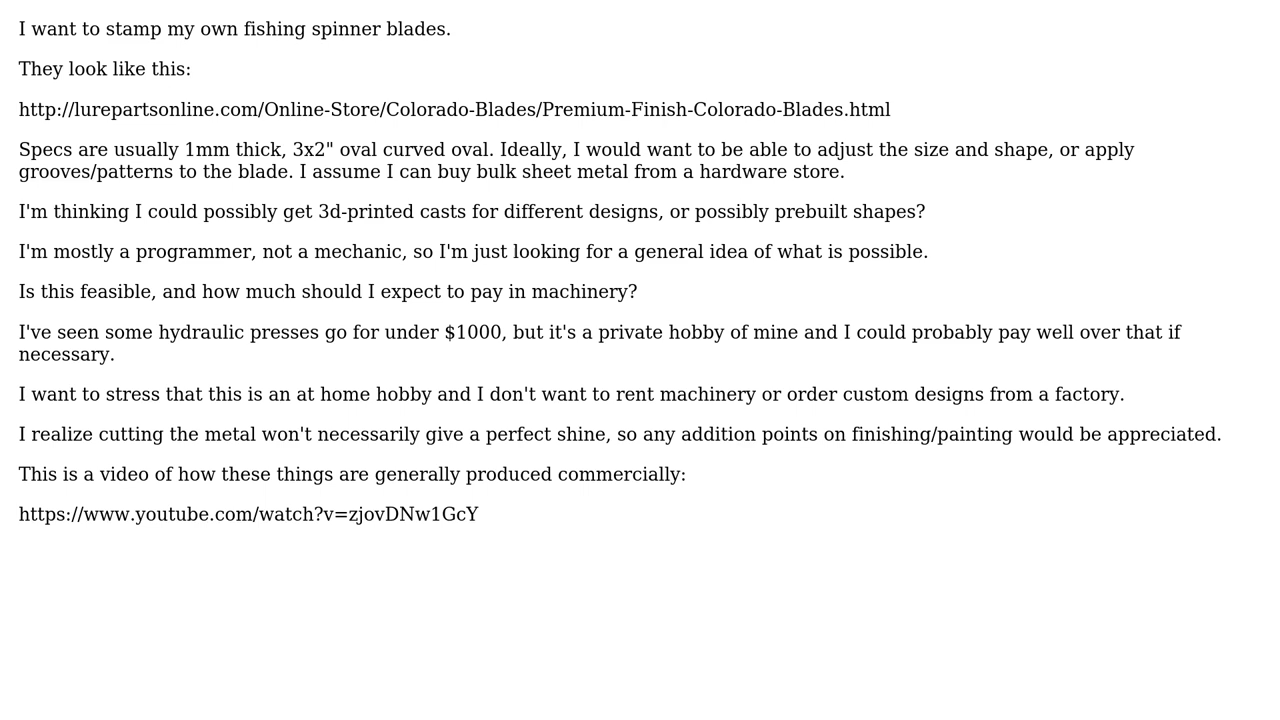 I want to stamp my own fishing spinner blades.
They look like this:
http://lurepartsonline.com/Online-Store/Colorado-Blades/Premium-Finish-Colorado-Blades.html
Specs are usually 1mm thick, 3x2" oval curved oval. Ideally, I would want to be able to adjust the size and shape, or apply
grooves/patterns to the blade. I assume I can buy bulk sheet metal from a hardware store.
I'm thinking I could possibly get 3d-printed casts for different designs, or possibly prebuilt shapes?
I'm mostly a programmer, not a mechanic, so I'm just looking for a general idea of what is possible.
Is this feasible, and how much should I expect to pay in machinery?
I've seen some hydraulic presses go for under $1000, but it's a private hobby of mine and I could probably pay well over that if
necessary.
I want to stress that this is an at home hobby and I don't want to rent machinery or order custom designs from a factory.
I realize cutting the metal won't necessarily give a perfect shine, so any addition points on finishing/painting would be appreciated.
This is a video of how these things are generally produced commercially:
https://www.youtube.com/watch?v=zjovDNw1GcY